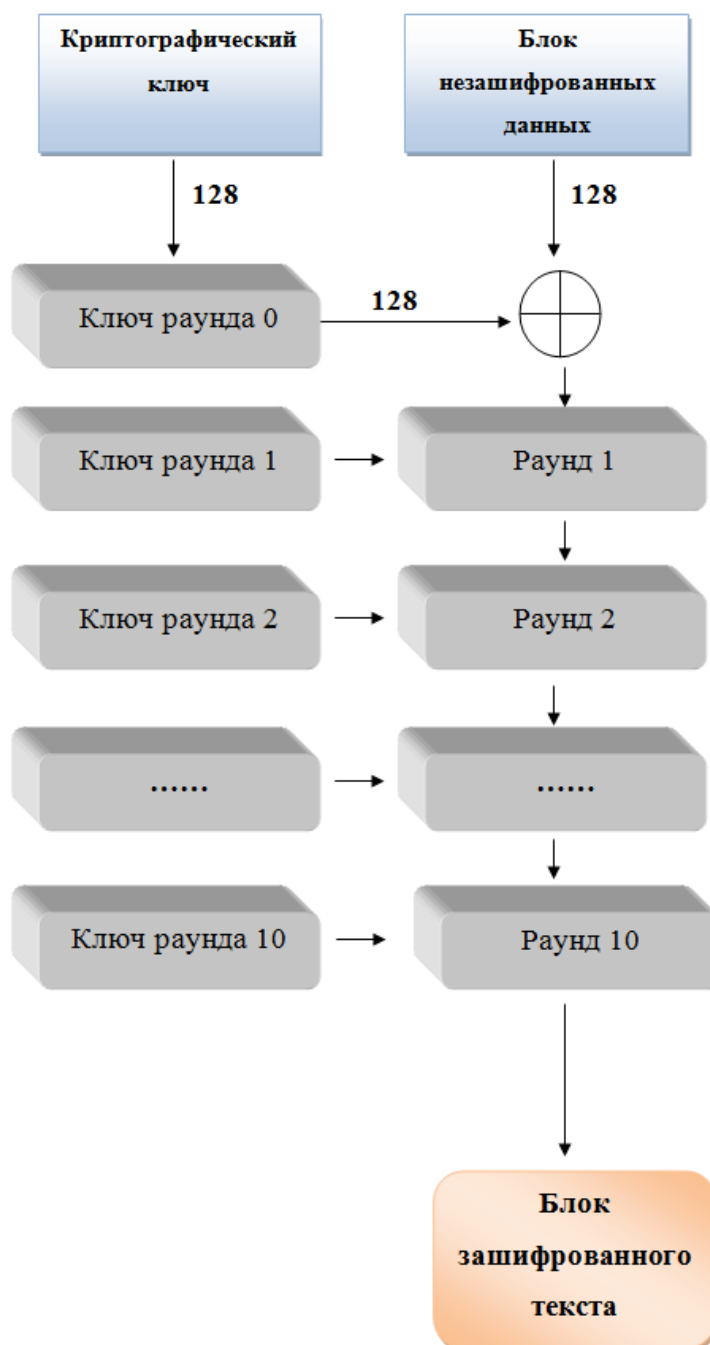 Криптографический
ключ
Блок
незашифрованных
данных
128
128
Ключ раунда 0
128
Ключ раунда 1
Раунд 1
Ключ раунда 2
Раунд 2
......
......
Ключ раунда 10
Раунд 10
Блок
зашифрованного
текста